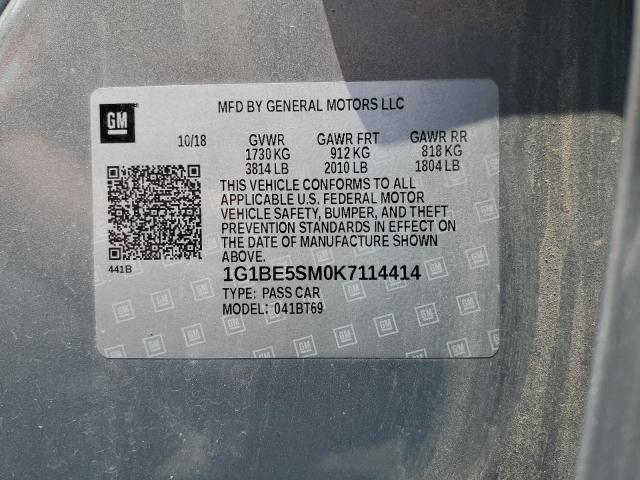 GM
MFD BY GENERAL MOTORS LLC
10/18 GVWR GAWR FRT GAWR RR
1730 KG 912 KG 818 KG
3814 LB 2010 LB 1804 LB
THIS VEHICLE CONFORMS TO ALL
APPLICABLE U.S. FEDERAL MOTOR
VEHICLE SAFETY, BUMPER, AND THEFT
PREVENTION STANDARDS IN EFFECT ON
THE DATE OF MANUFACTURE SHOWN
ABOVE.
441B
1G1BE5SM0K7114414
TYPE: PASS CAR
MODEL: 041BT69